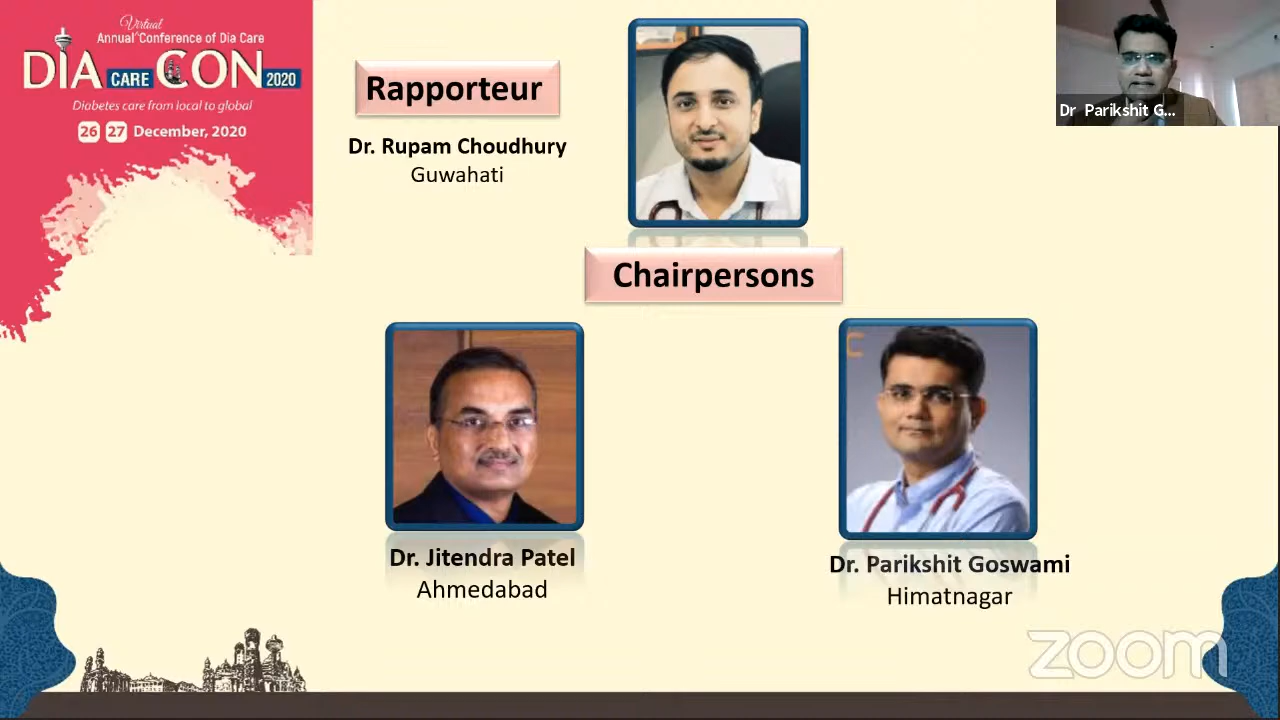 Virtual
Annual Conference of Dia Care
DIA CARE CON 2020
Diabetes care from local to global
26 27 December, 2020
Rapporteur
Dr. Rupam Choudhury
Guwahati
Dr Parikshit G...
Chairpersons
Dr. Jitendra Patel
Ahmedabad
Dr. Parikshit Goswami
Himatnagar
zoom